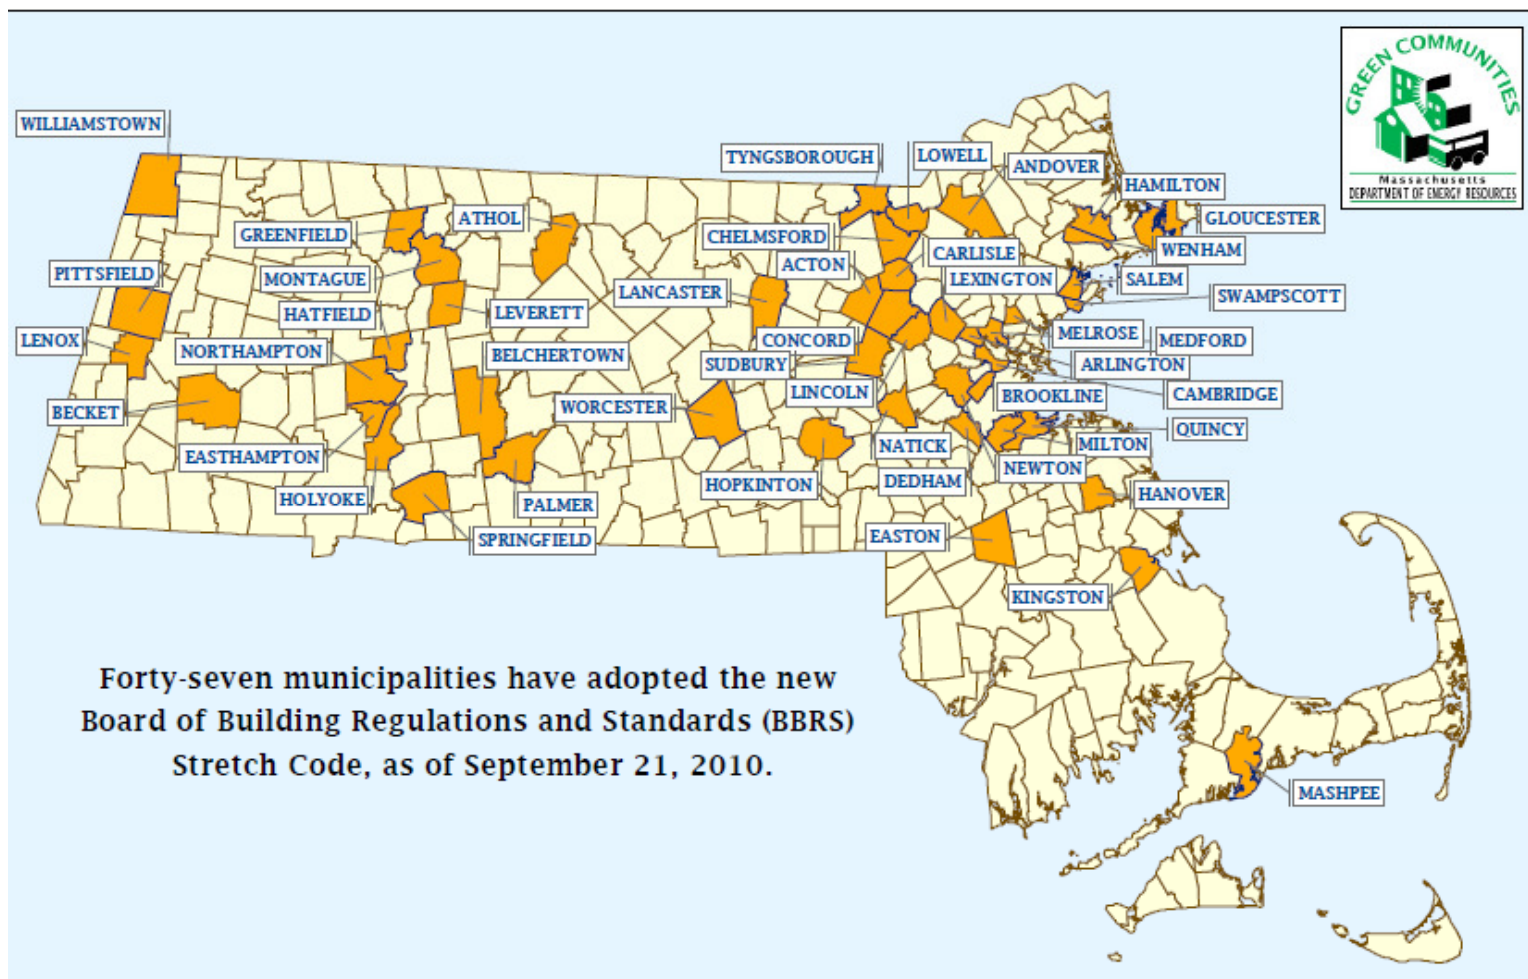 GREEN COMMUNITIES
Massachusetts
DEPARTMENT OF ENERGY RESOURCES
WILLIAMSTOWN
TYNGSBOROUGH
LOWELL
ANDOVER
HAMILTON
ATHOL
GLOUCESTER
GREENFIELD
CHELMSFORD
CARLISLE
WENHAM
PITTSFIELD
MONTAGUE
ACTON
LEXINGTON
SALEM
LANCASTER
SWAMPSCOTT
HATFIELD
LEVERETT
LENOX
NORTHAMPTON
BELCHERTOWN
CONCORD
MELROSE
MEDFORD
SUDBURY
ARLINGTON
LINCOLN
BROOKLINE
CAMBRIDGE
BECKET
WORCESTER
QUINCY
EASTHAMPTON
NATICK
MILTON
HOLYOKE
HOPKINTON
DEDHAM
NEWTON
HANOVER
PALMER
SPRINGFIELD
EASTON
KINGSTON
Forty-seven municipalities have adopted the new
Board of Building Regulations and Standards (BBRS)
Stretch Code, as of September 21, 2010.
MASHPEE